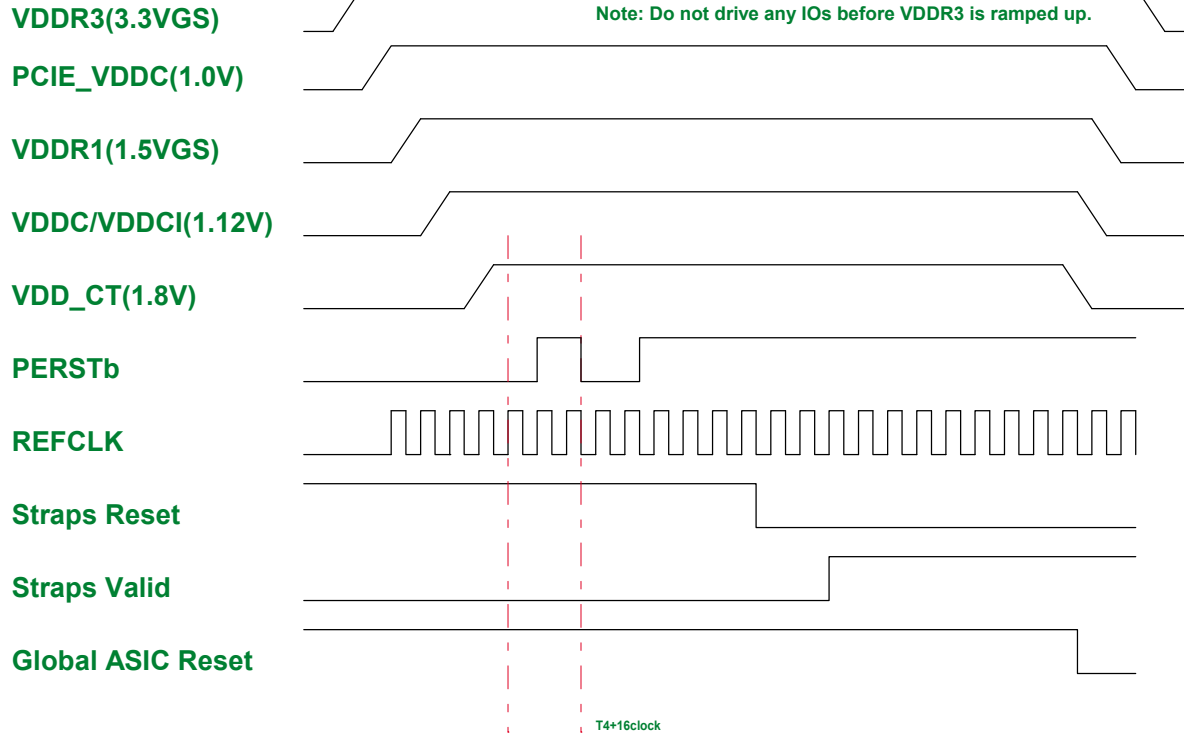 VDDR3(3.3VGS)
Note: Do not drive any IOs before VDDR3 is ramped up.
PCIE_VDDC(1.0V)
VDDR1(1.5VGS)
VDDC/VDDCI(1.12V)
VDD_CT(1.8V)
PERSTb
REFCLK
Straps Reset
Straps Valid
Global ASIC Reset
T4+16clock